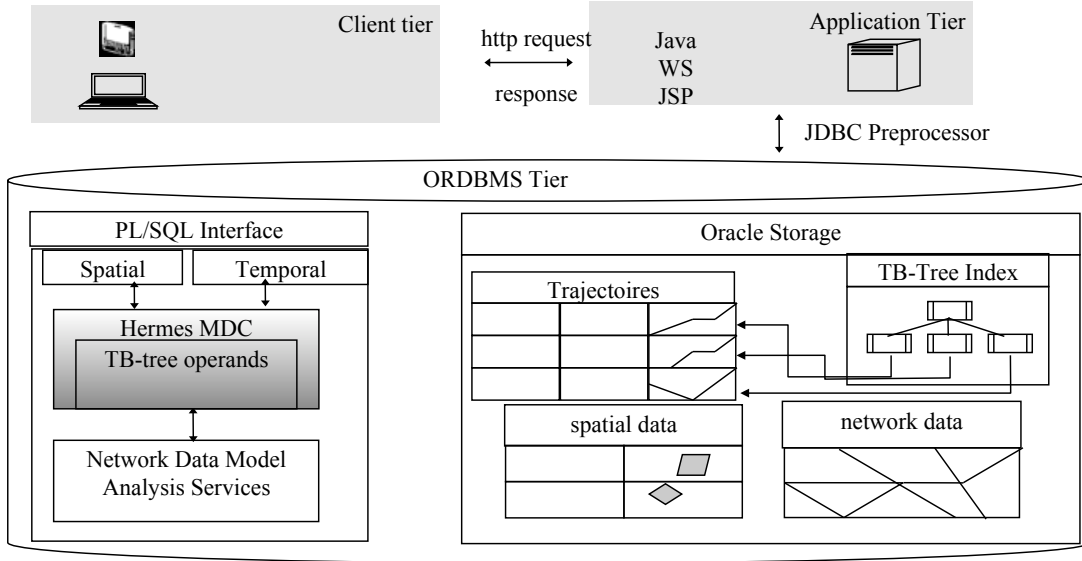 Client tier
http request
response
Java
WS
JSP
Application Tier
JDBC Preprocessor
ORDBMS Tier
PL/SQL Interface
Spatial
Temporal
Hermes MDC
TB-tree operands
Network Data Model
Analysis Services
Oracle Storage
Trajectoires
TB-Tree Index
spatial data
network data